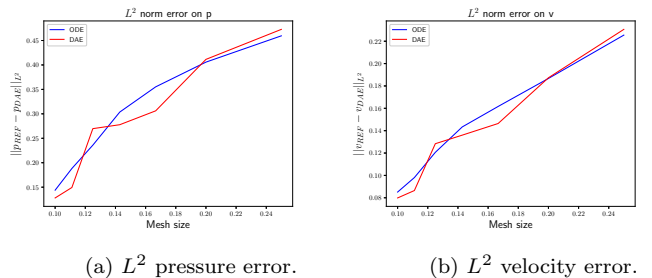 L² norm error on p
ODE
DAE
||p_REF − p_DAE||_L²
0.45
0.40
0.35
0.30
0.25
0.20
0.15
0.10 0.12 0.14 0.16 0.18 0.20 0.22 0.24
Mesh size
(a) L² pressure error.
L² norm error on v
ODE
DAE
||v_REF − v_DAE||_L²
0.22
0.20
0.18
0.16
0.14
0.12
0.10
0.08
0.10 0.12 0.14 0.16 0.18 0.20 0.22 0.24
Mesh size
(b) L² velocity error.